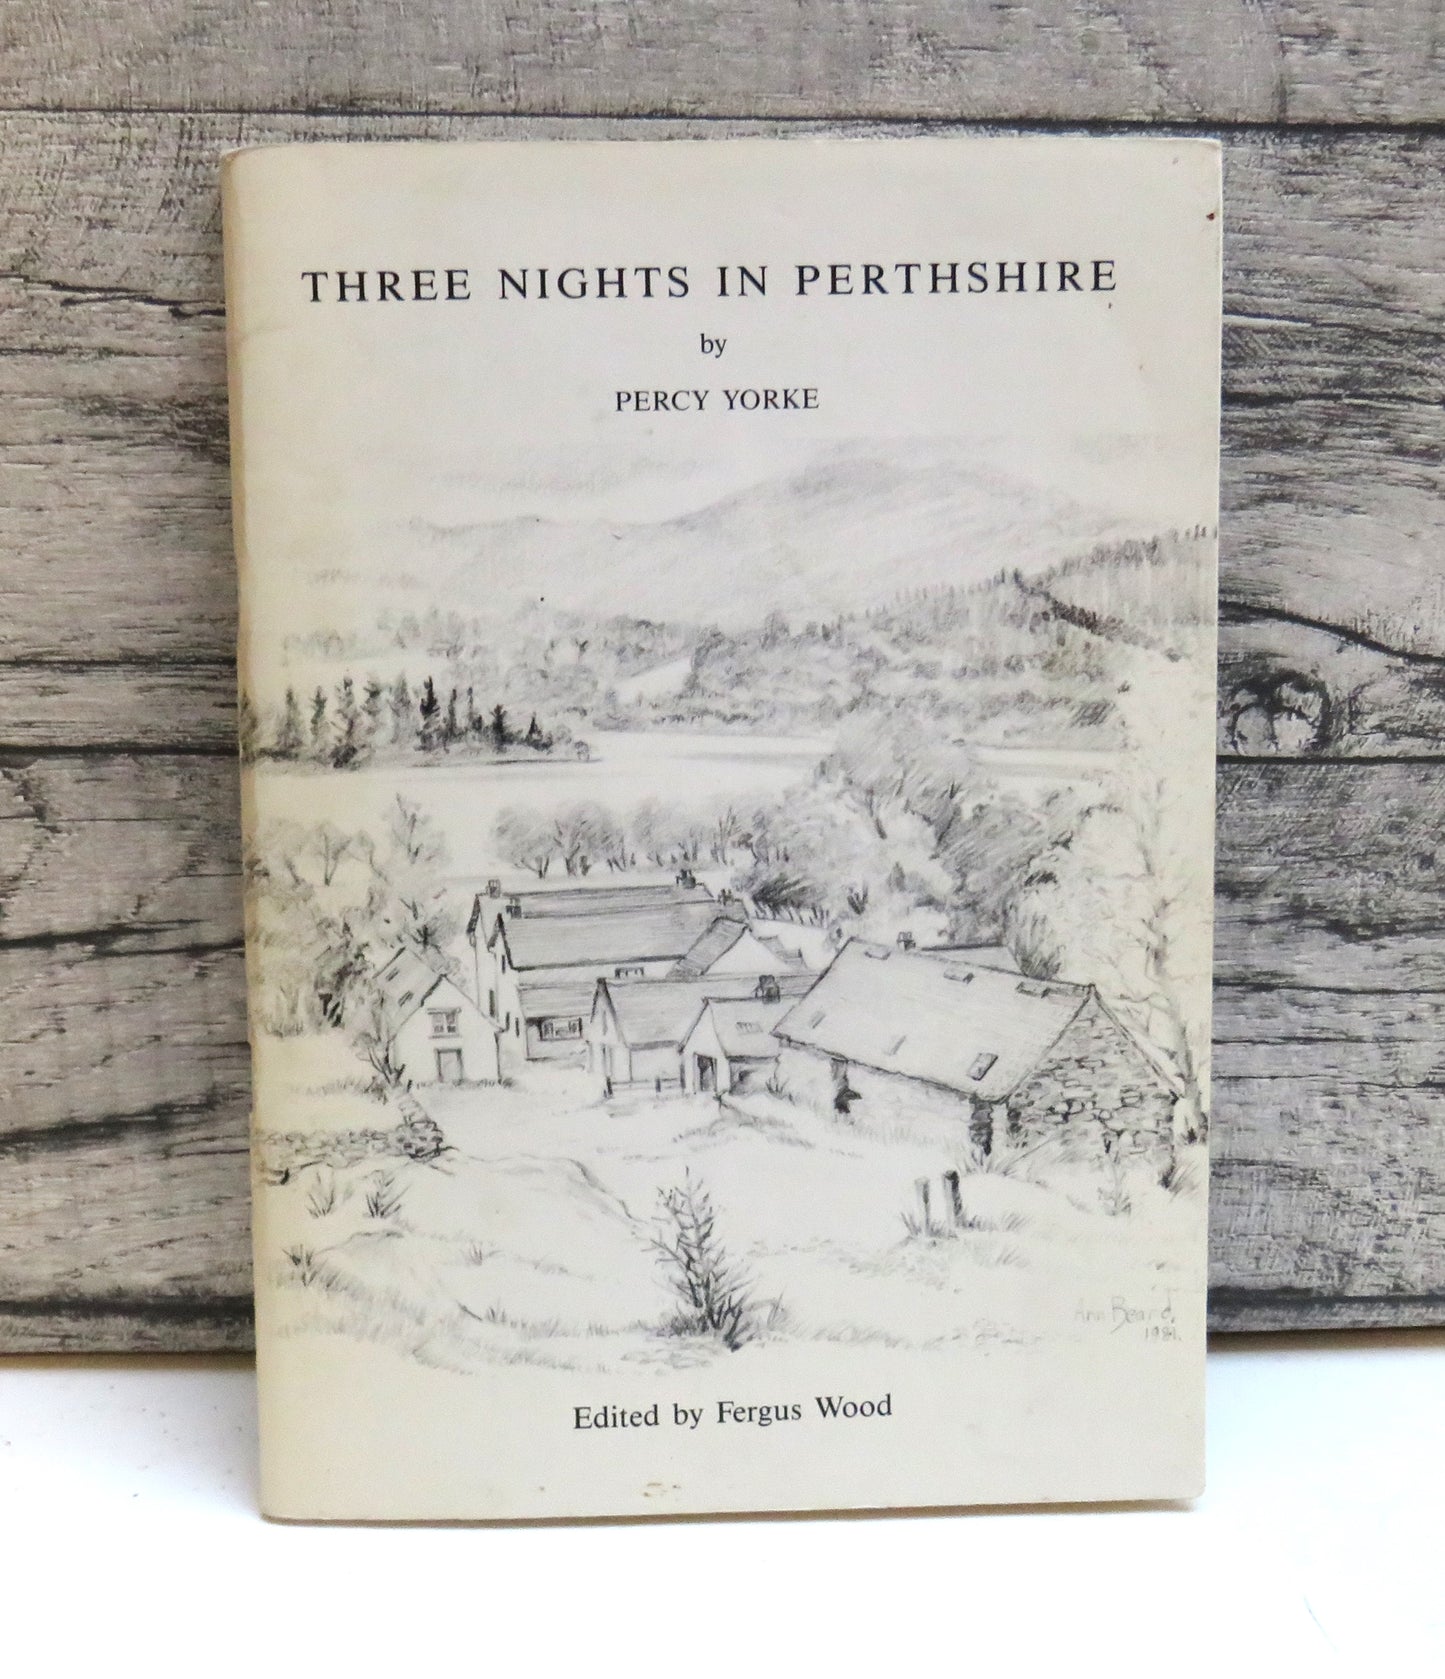 THREE NIGHTS IN PERTHSHIRE
by
PERCY YORKE
Ann Beard.
1981.
Edited by Fergus Wood